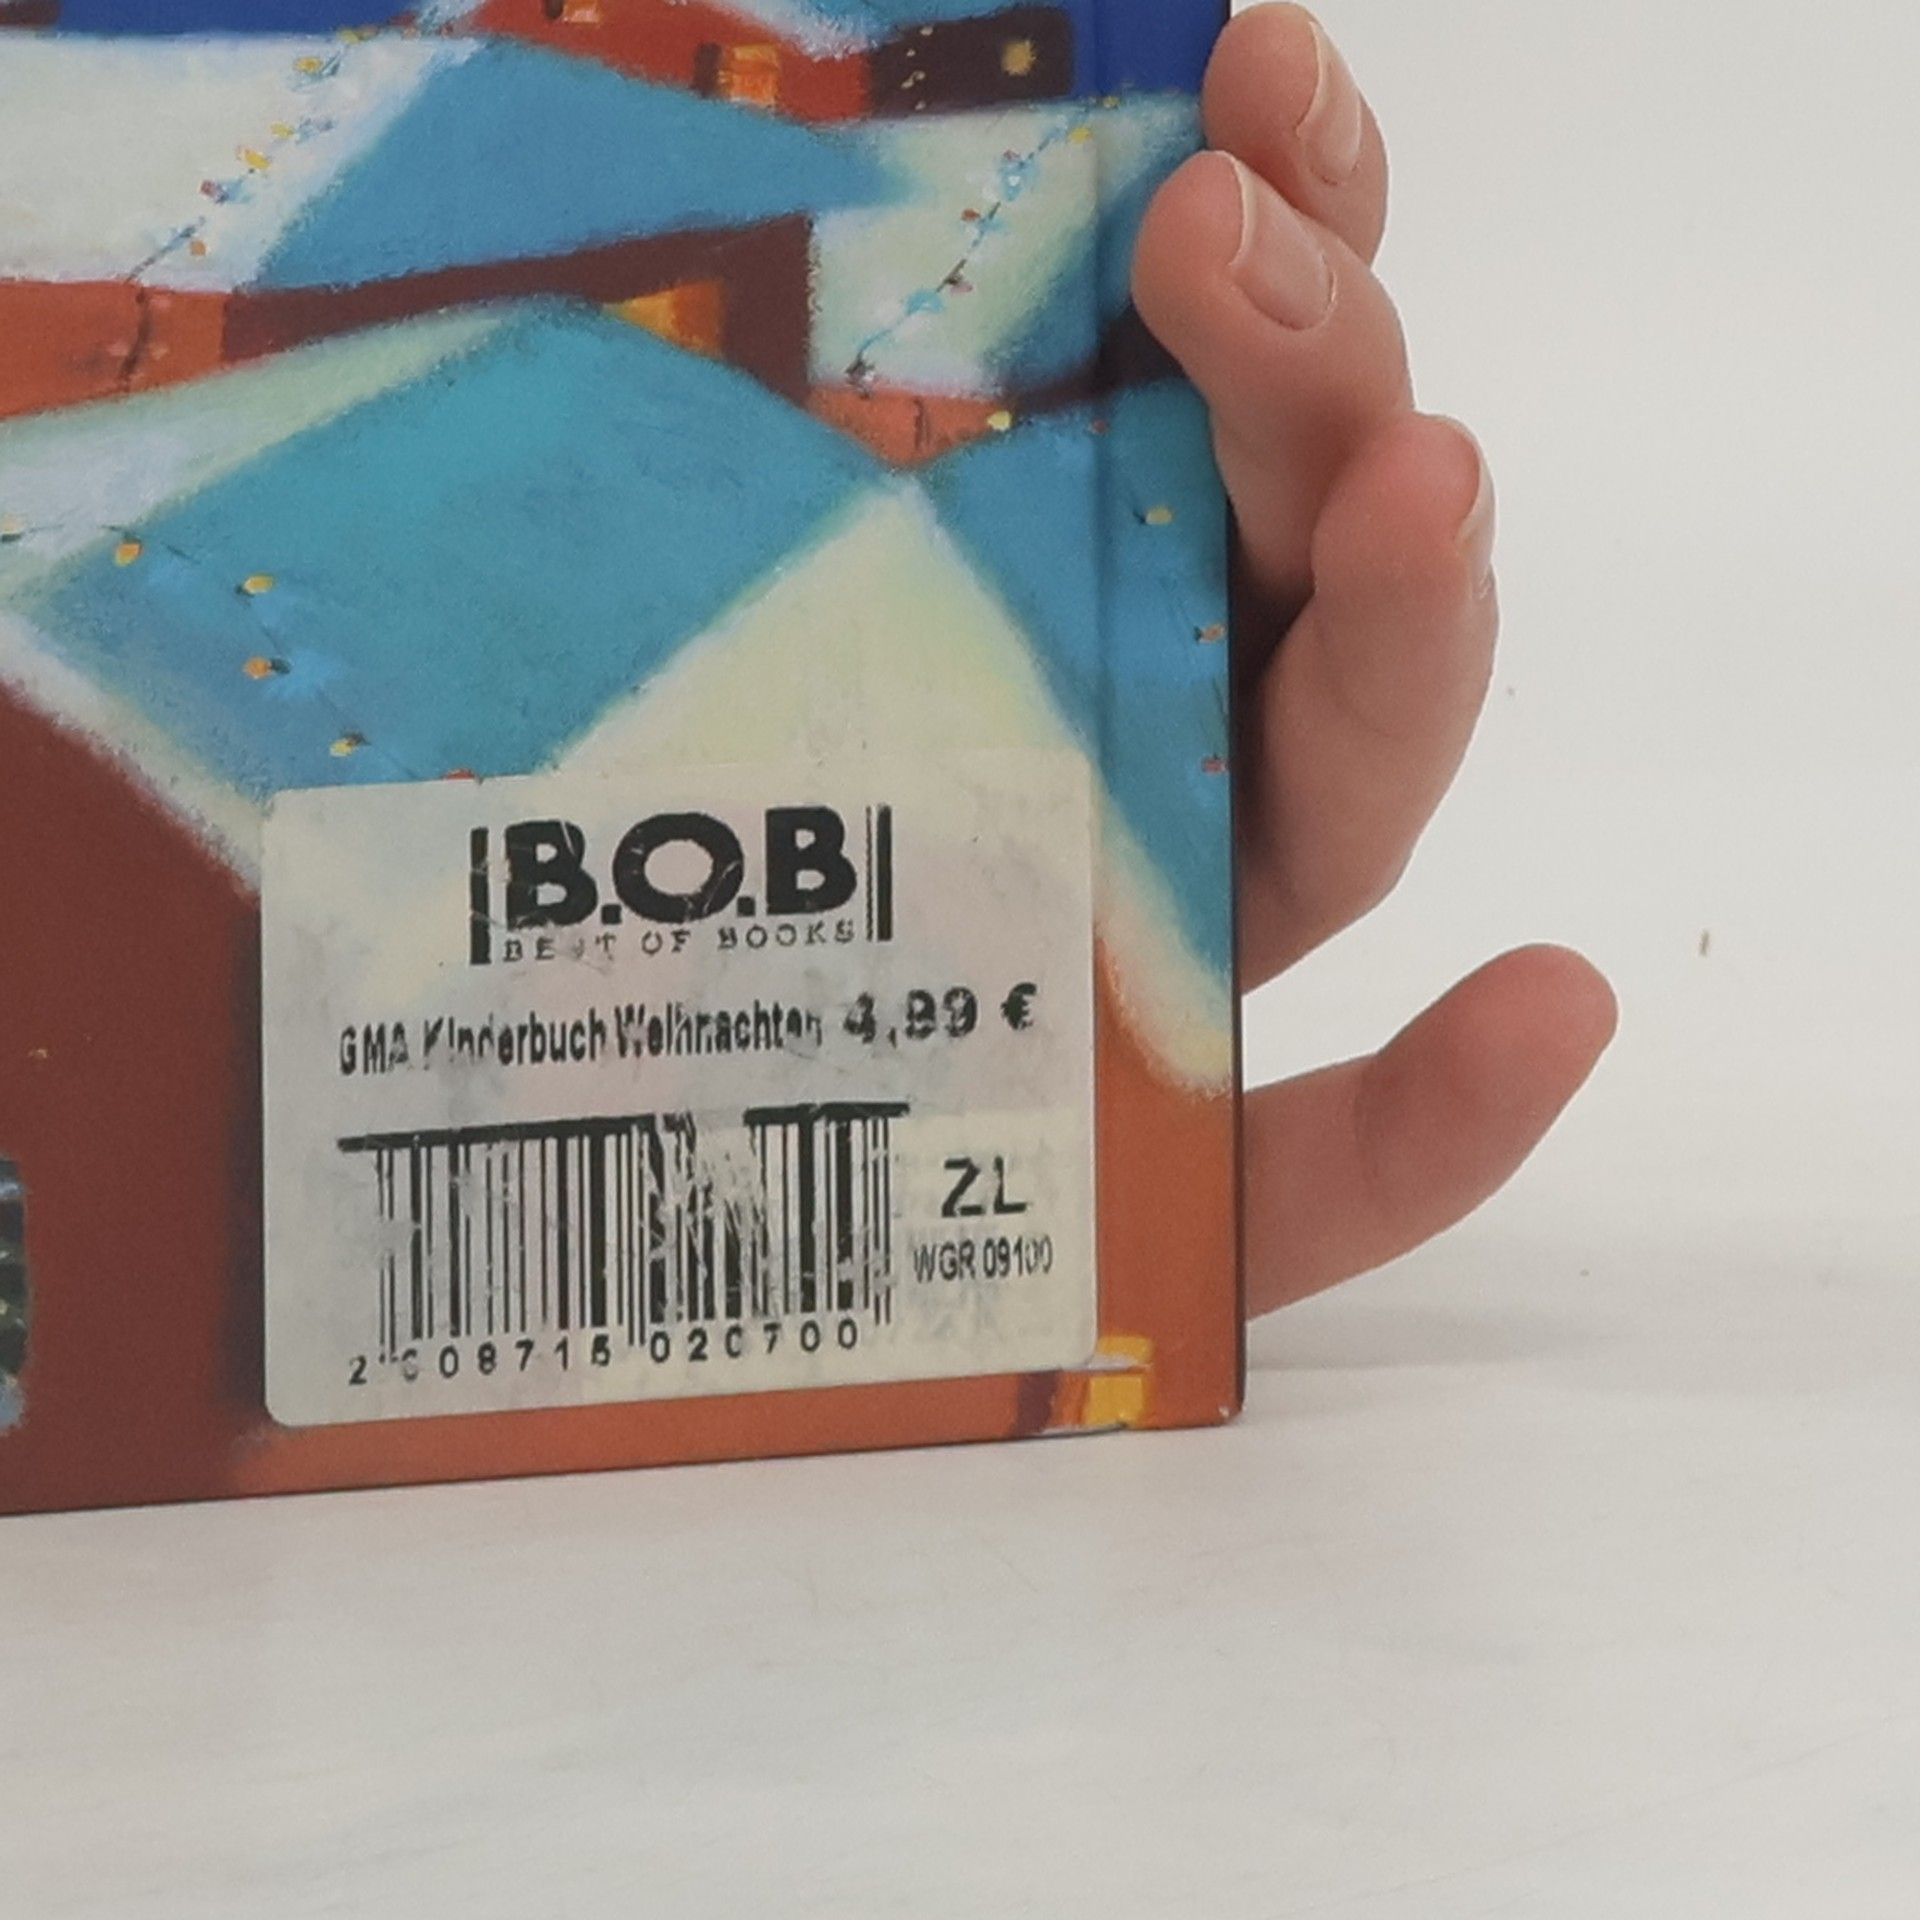 B.O.B
BEST OF BOOKS
GMA Kinderbuch Weihnachten 4,99 €
ZL
WGR 09100
2 008715 020700